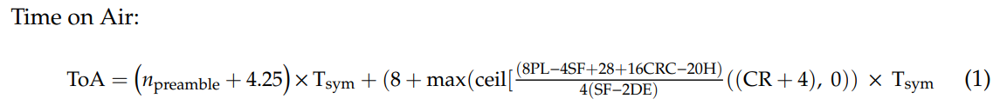 Time on Air:
ToA = (n_preamble + 4.25) × T_sym + (8 + max(ceil[\frac{(8PL−4SF+28+16CRC−20H)}{4(SF−2DE)}((CR + 4), 0)) × T_sym (1)